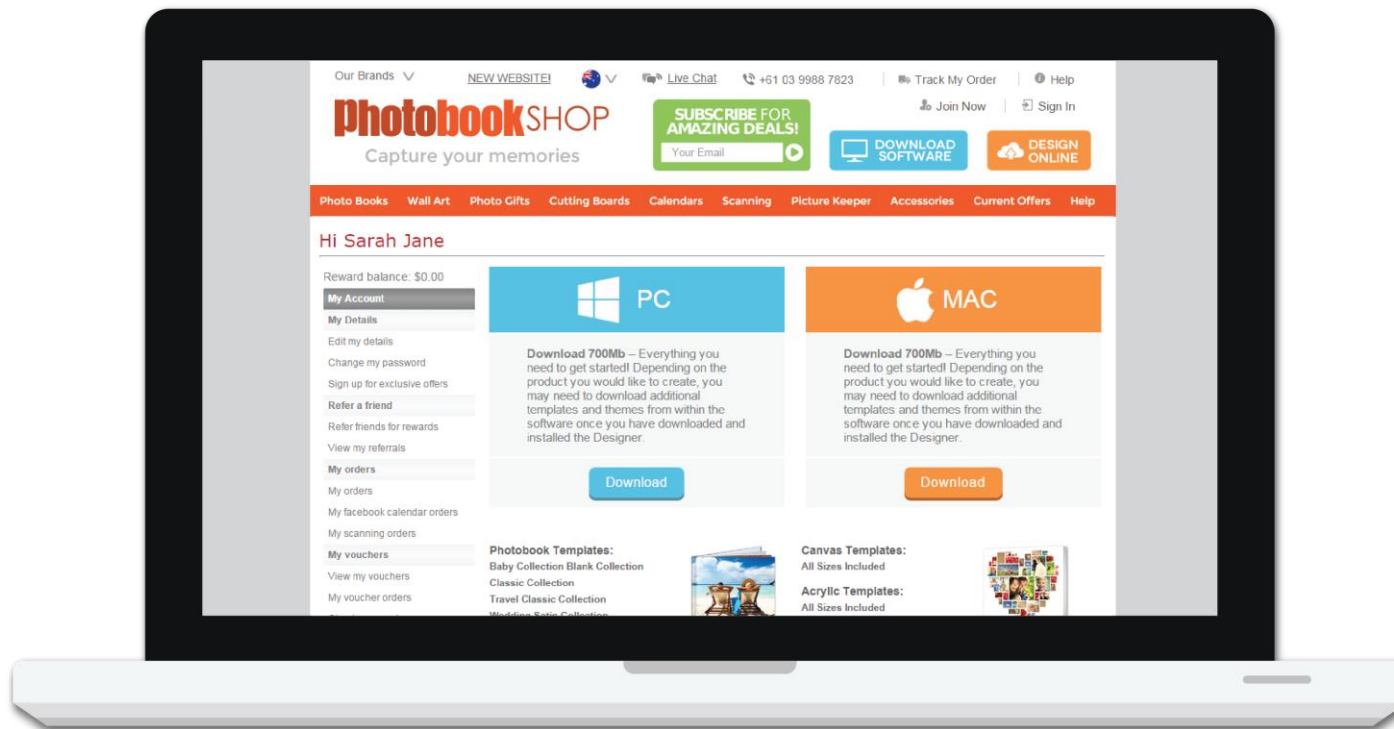 Our Brands
NEW WEBSITE!
Live Chat
+61 03 9988 7823
Track My Order
Help
photobookSHOP
Capture your memories
SUBSCRIBE FOR
AMAZING DEALS!
Your Email
Join Now
Sign In
DOWNLOAD
SOFTWARE
DESIGN
ONLINE
Photo Books Wall Art Photo Gifts Cutting Boards Calendars Scanning Picture Keeper Accessories Current Offers Help
Hi Sarah Jane
Reward balance: $0.00
My Account
My Details
Edit my details
Change my password
Sign up for exclusive offers
Refer a friend
Refer friends for rewards
View my referrals
My orders
My orders
My facebook calendar orders
My scanning orders
My vouchers
View my vouchers
My voucher orders
PC
Download 700Mb – Everything you
need to get started! Depending on the
product you would like to create, you
may need to download additional
templates and themes from within the
software once you have downloaded and
installed the Designer.
Download
MAC
Download 700Mb – Everything you
need to get started! Depending on the
product you would like to create, you
may need to download additional
templates and themes from within the
software once you have downloaded and
installed the Designer.
Download
Photobook Templates:
Baby Collection Blank Collection
Classic Collection
Travel Classic Collection
Wedding Satin Collection
Canvas Templates:
All Sizes Included
Acrylic Templates:
All Sizes Included